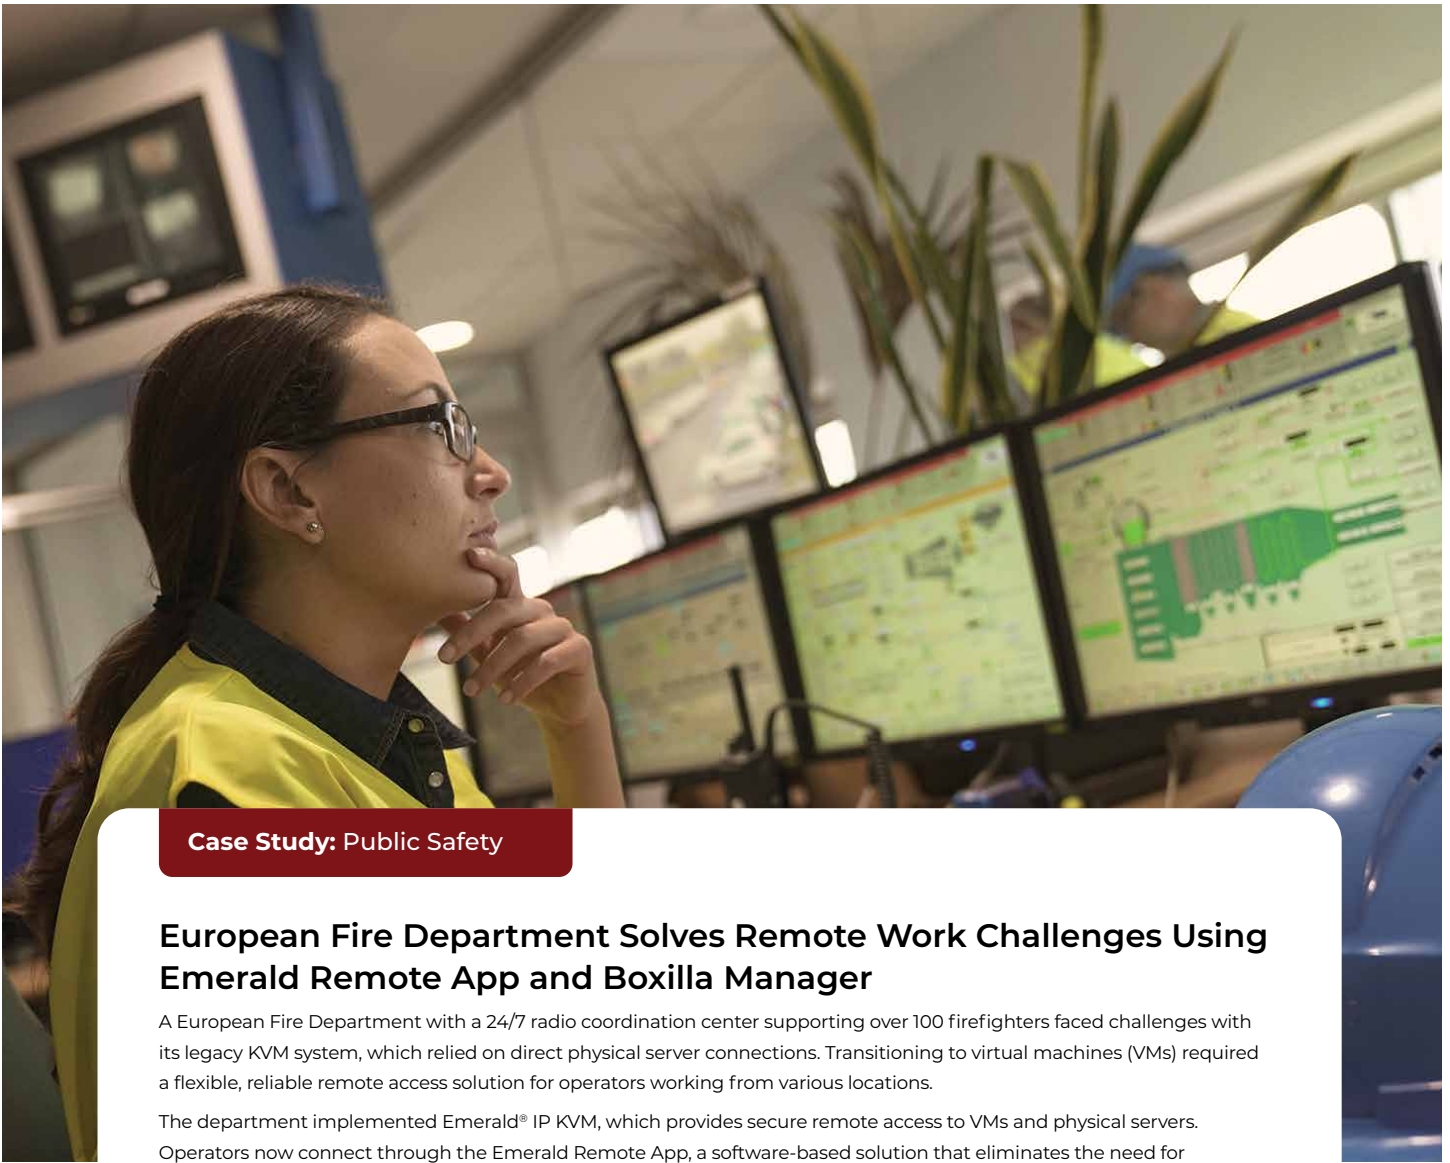 Case Study: Public Safety
European Fire Department Solves Remote Work Challenges Using
Emerald Remote App and Boxilla Manager
A European Fire Department with a 24/7 radio coordination center supporting over 100 firefighters faced challenges with
its legacy KVM system, which relied on direct physical server connections. Transitioning to virtual machines (VMs) required
a flexible, reliable remote access solution for operators working from various locations.
The department implemented Emerald® IP KVM, which provides secure remote access to VMs and physical servers.
Operators now connect through the Emerald Remote App, a software-based solution that eliminates the need for